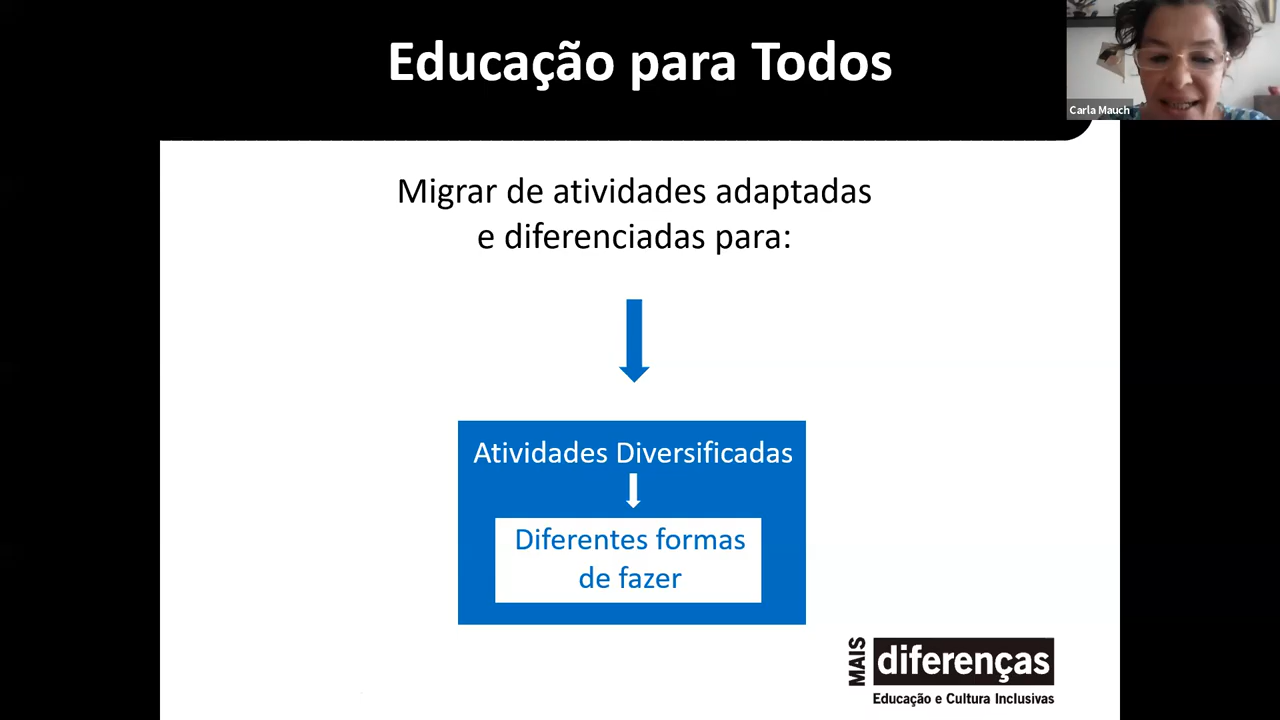 Educação para Todos
Carla Mauch
Migrar de atividades adaptadas
e diferenciadas para:
Atividades Diversificadas
Diferentes formas
de fazer
MAIS
diferenças
Educação e Cultura Inclusivas